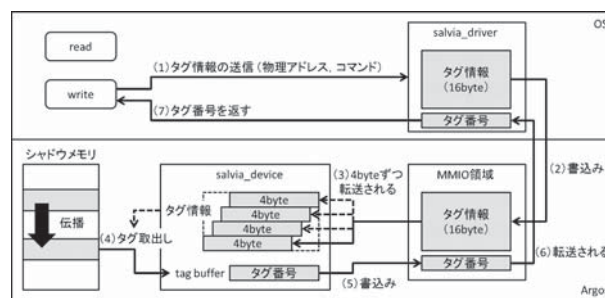 OS
salvia_driver
read
write
(1)タグ情報の送信(物理アドレス, コマンド)
タグ情報
(16byte)
(7)タグ番号を返す
タグ番号
シャドウメモリ
salvia_device
(3)4byteずつ
転送される
MMIO領域
(2)書込み
タグ情報
4byte
4byte
4byte
4byte
伝播
(4)タグ取出し
タグ情報
(16byte)
(6)転送される
tag buffer
タグ番号
(5)書込み
タグ番号
Argo